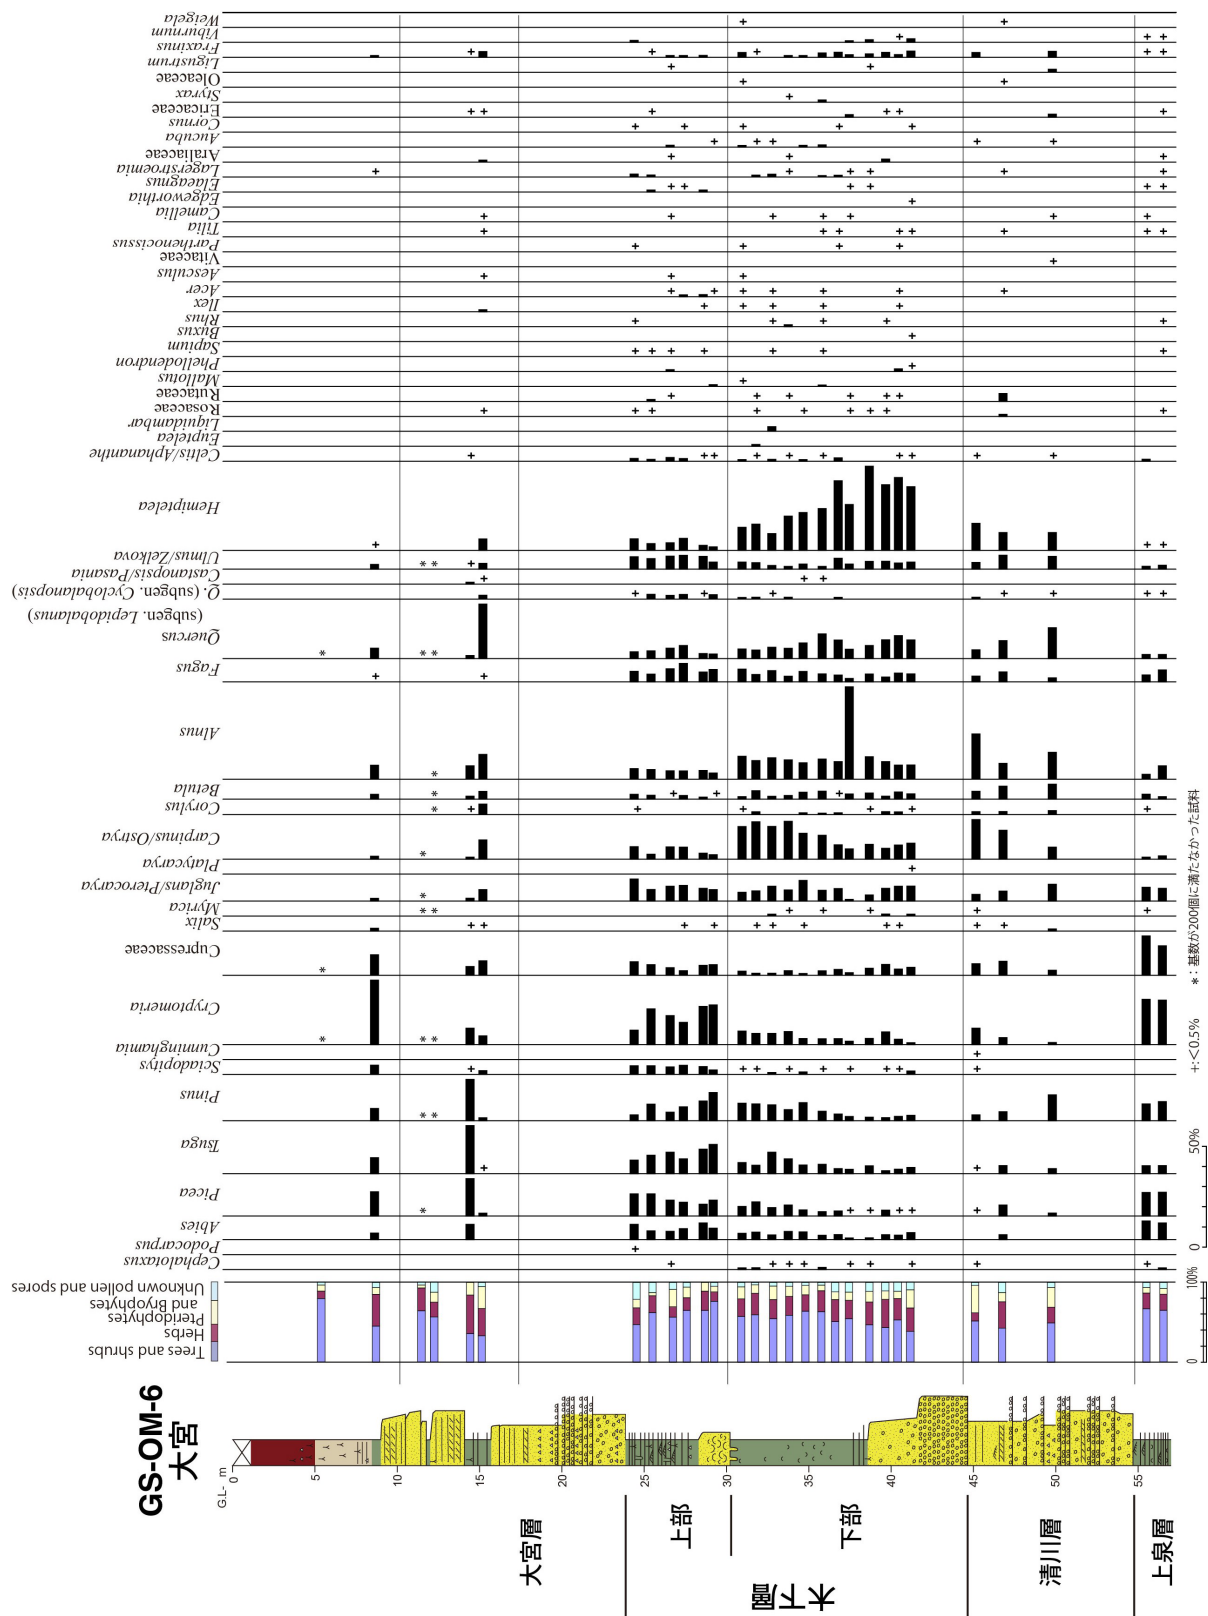 GS-OM-6
大宮
G.L- m
0
5
10
15
20
25
30
35
40
45
50
55
大宮層
上部
下部
木下層
清川層
上泉層
Trees and shrubs
Herbs
Pteridophytes
and Bryophytes
Unknown pollen and spores
0
100%
Cephalotaxus
Podocarpus
Abies
Picea
Tsuga
Pinus
Sciadopitys
Cunninghamia
Cryptomeria
Cupressaceae
Salix
Myrica
Juglans/Pterocarya
Platycarya
Carpinus/Ostrya
Corylus
Betula
Alnus
Fagus
Quercus
(subgen. Lepidobalanus)
Q. (subgen. Cyclobalanopsis)
Castanopsis/Pasania
Ulmus/Zelkova
Hemiptelea
Celtis/Aphananthe
Euptelea
Liquidambar
Rosaceae
Rutaceae
Mallotus
Phellodendron
Sapium
Buxus
Rhus
Ilex
Acer
Aesculus
Vitaceae
Parthenocissus
Tilia
Camellia
Edgeworthia
Elaeagnus
Lagerstroemia
Araliaceae
Aucuba
Cornus
Ericaceae
Styrax
Oleaceae
Ligustrum
Fraxinus
Viburnum
Weigela
0
50%
+:<0.5%
*：基数が200個に満たなかった試料